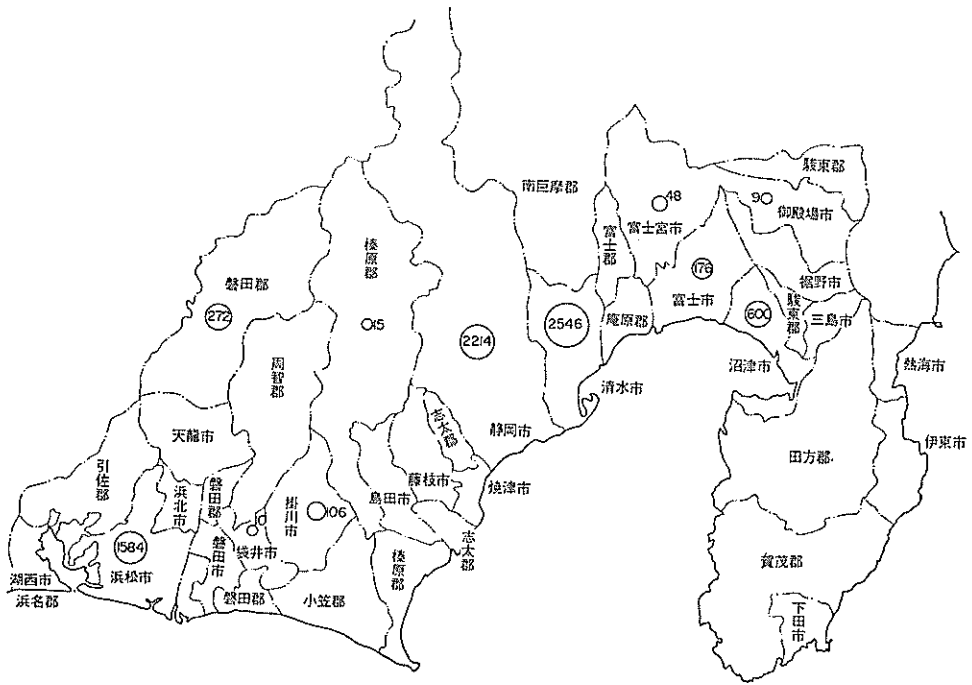 駿東郡
南巨摩郡
48
9
御殿場市
富士宮市
富士郡
榛原郡
磐田郡
176
裾野市
272
15
2214
2546
庵原郡
富士市
600
駿東郡
三島市
周智郡
沼津市
熱海市
清水市
志太郡
静岡市
天龍市
伊東市
引佐郡
浜北市
磐田郡
掛川市
106
島田市
藤枝市
焼津市
田方郡
10
1584
袋井市
志太郡
磐田市
榛原郡
賀茂郡
湖西市
浜松市
浜名郡
磐田郡
小笠郡
下田市